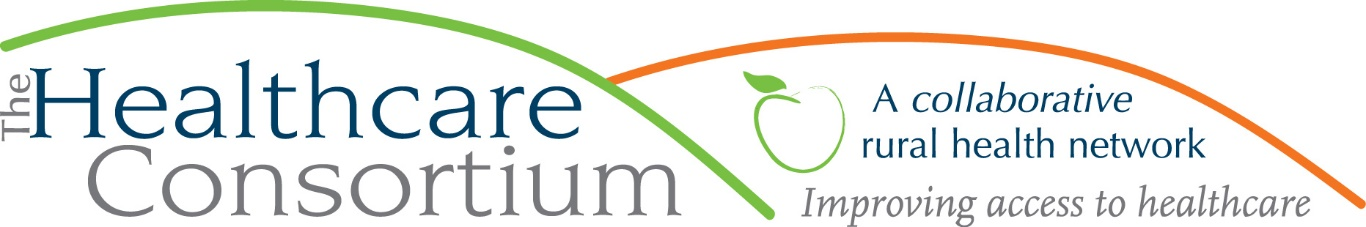 The Healthcare
Consortium
A collaborative
rural health network
Improving access to healthcare